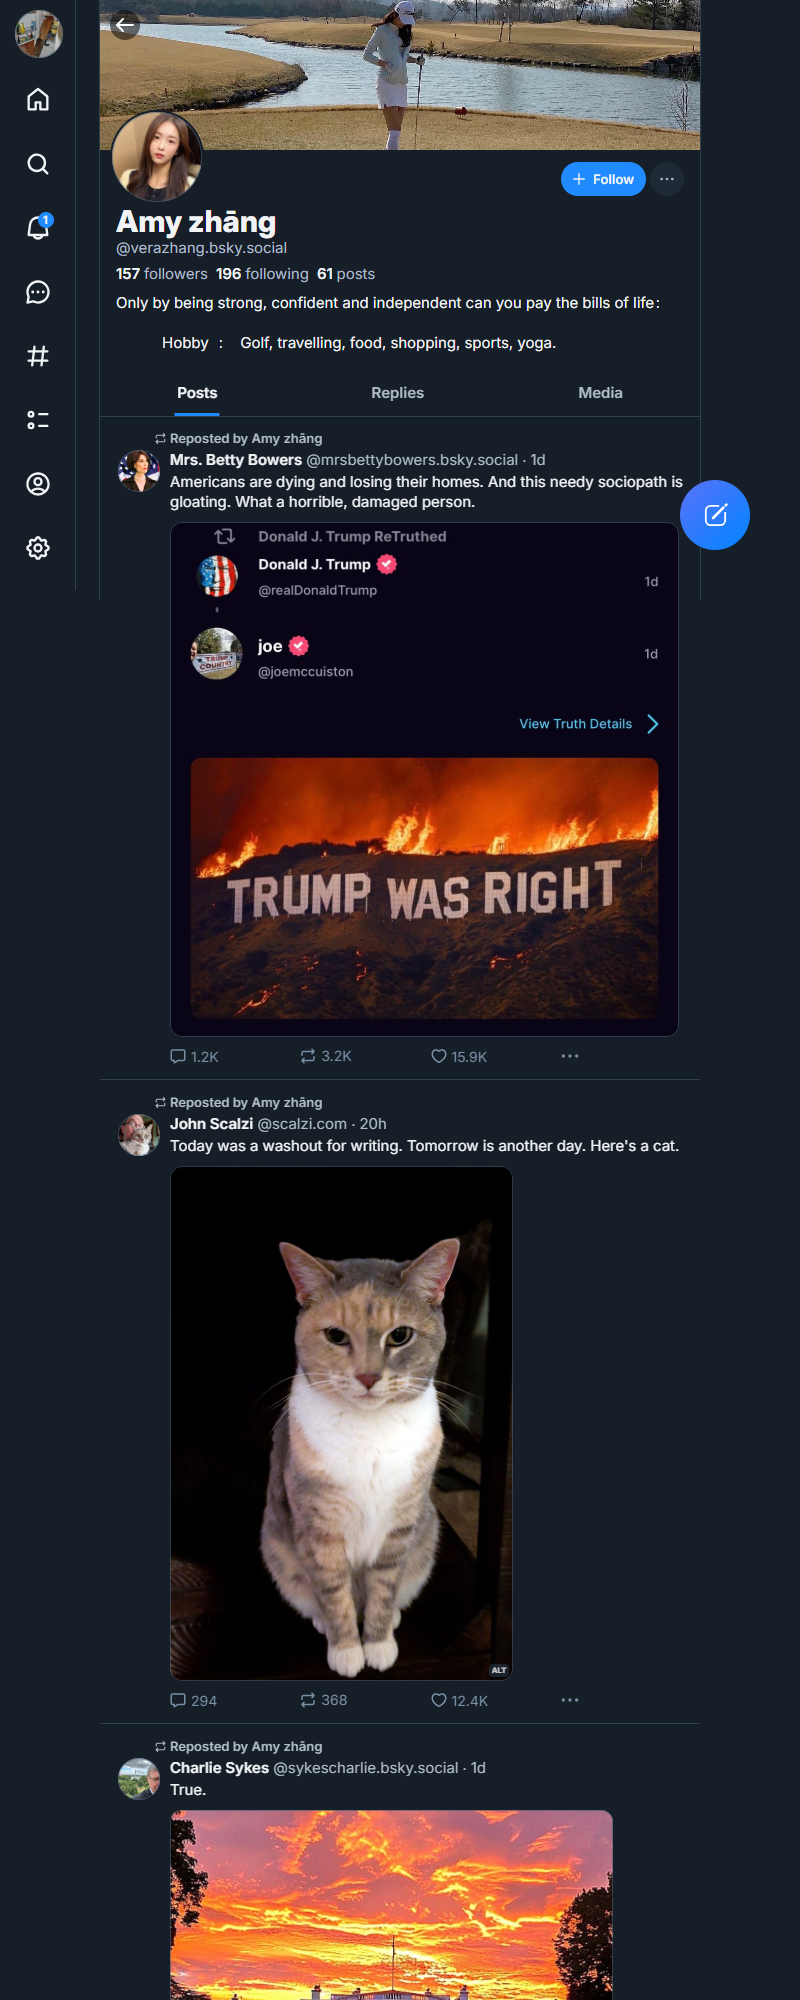 1
Follow
Amy zhāng
@verazhang.bsky.social
157 followers 196 following 61 posts
Only by being strong, confident and independent can you pay the bills of life：
Hobby ： Golf, travelling, food, shopping, sports, yoga.
Posts Replies Media
Reposted by Amy zhāng
Mrs. Betty Bowers @mrsbettybowers.bsky.social · 1d
Americans are dying and losing their homes. And this needy sociopath is
gloating. What a horrible, damaged person.
Donald J. Trump ReTruthed
Donald J. Trump
@realDonaldTrump
1d
joe
@joemccuiston
1d
TRUMP
COUNTRY
View Truth Details
TRUMP WAS RIGHT
1.2K 3.2K 15.9K
Reposted by Amy zhāng
John Scalzi @scalzi.com · 20h
Today was a washout for writing. Tomorrow is another day. Here's a cat.
ALT
294 368 12.4K
Reposted by Amy zhāng
Charlie Sykes @sykescharlie.bsky.social · 1d
True.